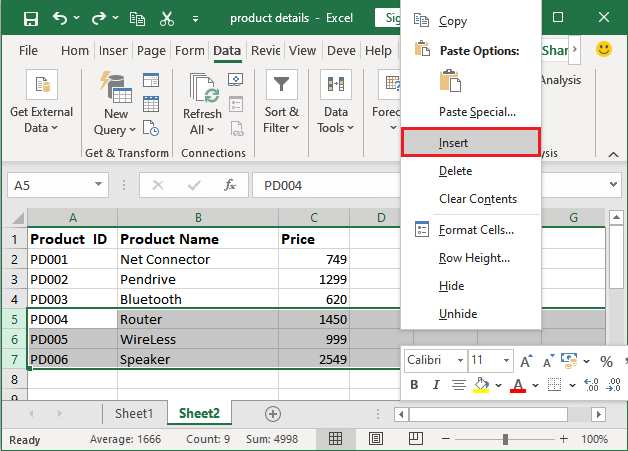 product details - Excel
Sig
File Hom Inser Page Form Data Revie View Deve Help Shar
Get External Data
New Query
Refresh All
Sort & Filter
Data Tools
Forec
Analysis
Get & Transform Connections ysis
A5 fx PD004
A B C D G
1 Product ID Product Name Price
2 PD001 Net Connector 749
3 PD002 Pendrive 1299
4 PD003 Bluetooth 620
5 PD004 Router 1450
6 PD005 WireLess 999
7 PD006 Speaker 2549
8
9
Copy
Paste Options:
Paste Special...
Insert
Delete
Clear Contents
Format Cells...
Row Height...
Hide
Unhide
Calibri 11 A A %
B I A
Sheet1 Sheet2
Ready Average: 1666 Count: 9 Sum: 4998 100%